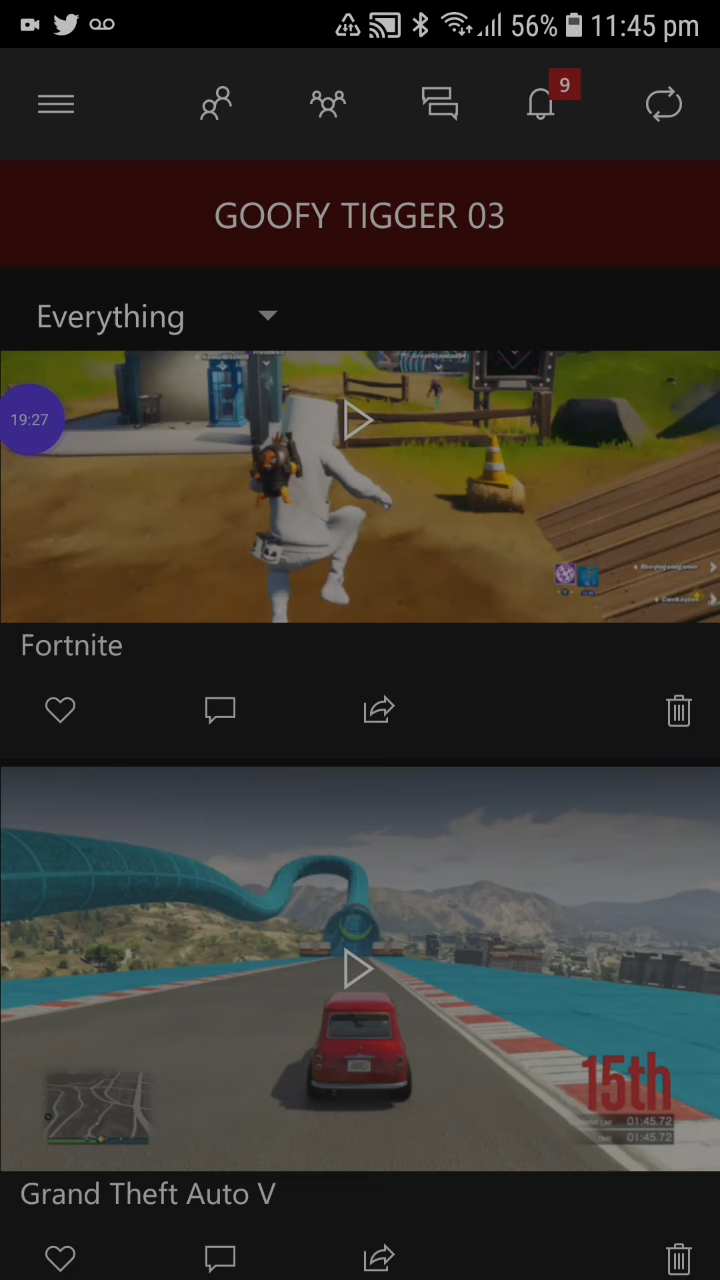 56% 11:45 pm
9
GOOFY TIGGER 03
Everything
19:27
Fortnite
15th
01:45.72
TIME 01:45.72
Grand Theft Auto V